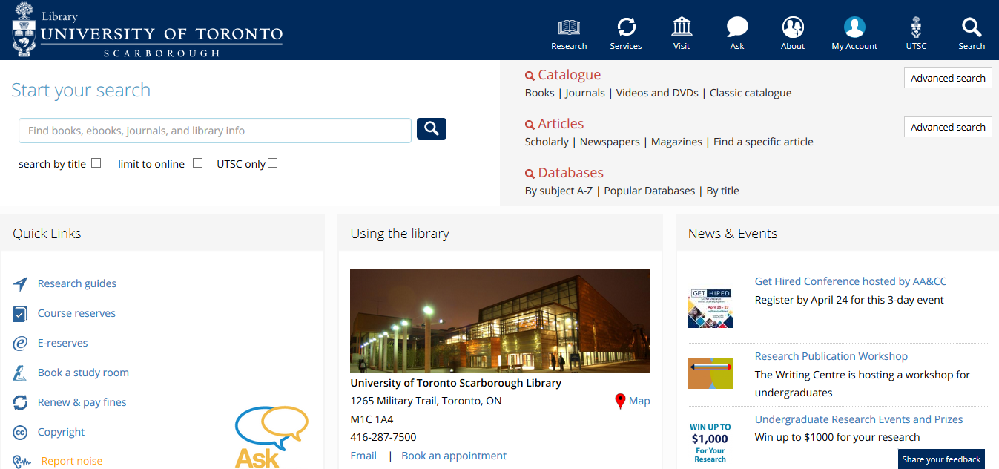 Library
UNIVERSITY OF TORONTO
SCARBOROUGH
Research
Services
Visit
Ask
About
My Account
UTSC
Search
Start your search
Find books, ebooks, journals, and library info
search by title
limit to online
UTSC only
Catalogue
Advanced search
Books | Journals | Videos and DVDs | Classic catalogue
Articles
Advanced search
Scholarly | Newspapers | Magazines | Find a specific article
Databases
By subject A-Z | Popular Databases | By title
Quick Links
Research guides
Course reserves
E-reserves
Book a study room
Renew & pay fines
Copyright
Report noise
Ask
Using the library
University of Toronto Scarborough Library
1265 Military Trail, Toronto, ON
Map
M1C 1A4
416-287-7500
Email | Book an appointment
News & Events
GET HIRED
CONFERENCE
April 25 - 27
Get Hired Conference hosted by AA&CC
Register by April 24 for this 3-day event
Research Publication Workshop
The Writing Centre is hosting a workshop for
undergraduates
WIN UP TO
$1,000
For Your
Research
Undergraduate Research Events and Prizes
Win up to $1000 for your research
Share your feedback